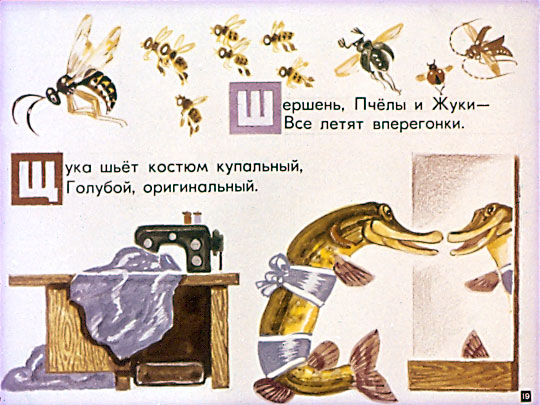 Шершень, Пчёлы и Жуки—
Все летят вперегонки.
Щука шьёт костюм купальный,
Голубой, оригинальный.
19